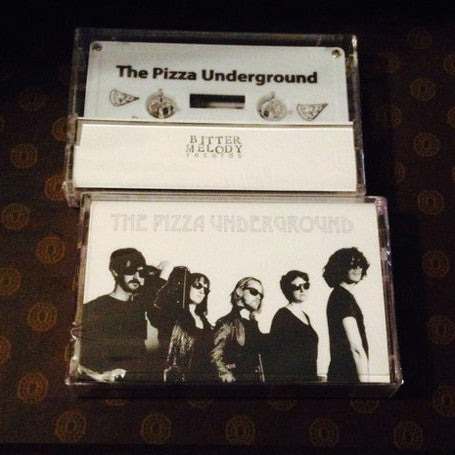 The Pizza Underground
BITTER
MELODY
records
THE PIZZA UNDERGROUND